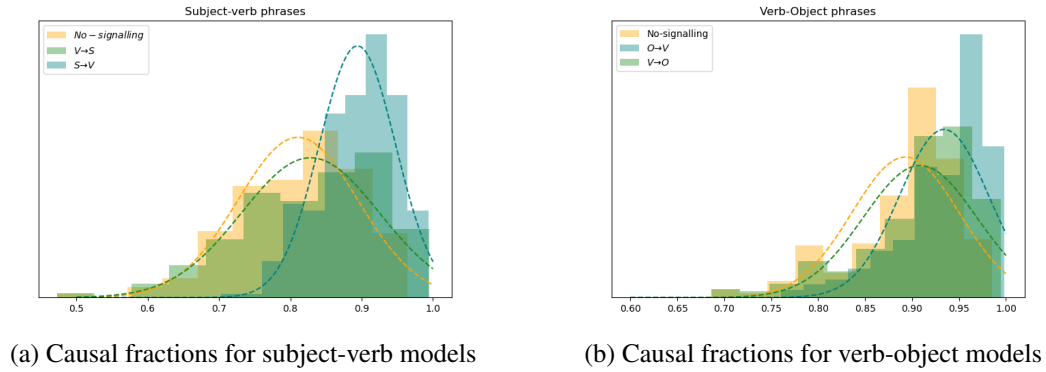 Subject-verb phrases
No − signalling
V→S
S→V
0.5 0.6 0.7 0.8 0.9 1.0
(a) Causal fractions for subject-verb models
Verb-Object phrases
No-signalling
O→V
V→O
0.60 0.65 0.70 0.75 0.80 0.85 0.90 0.95 1.00
(b) Causal fractions for verb-object models